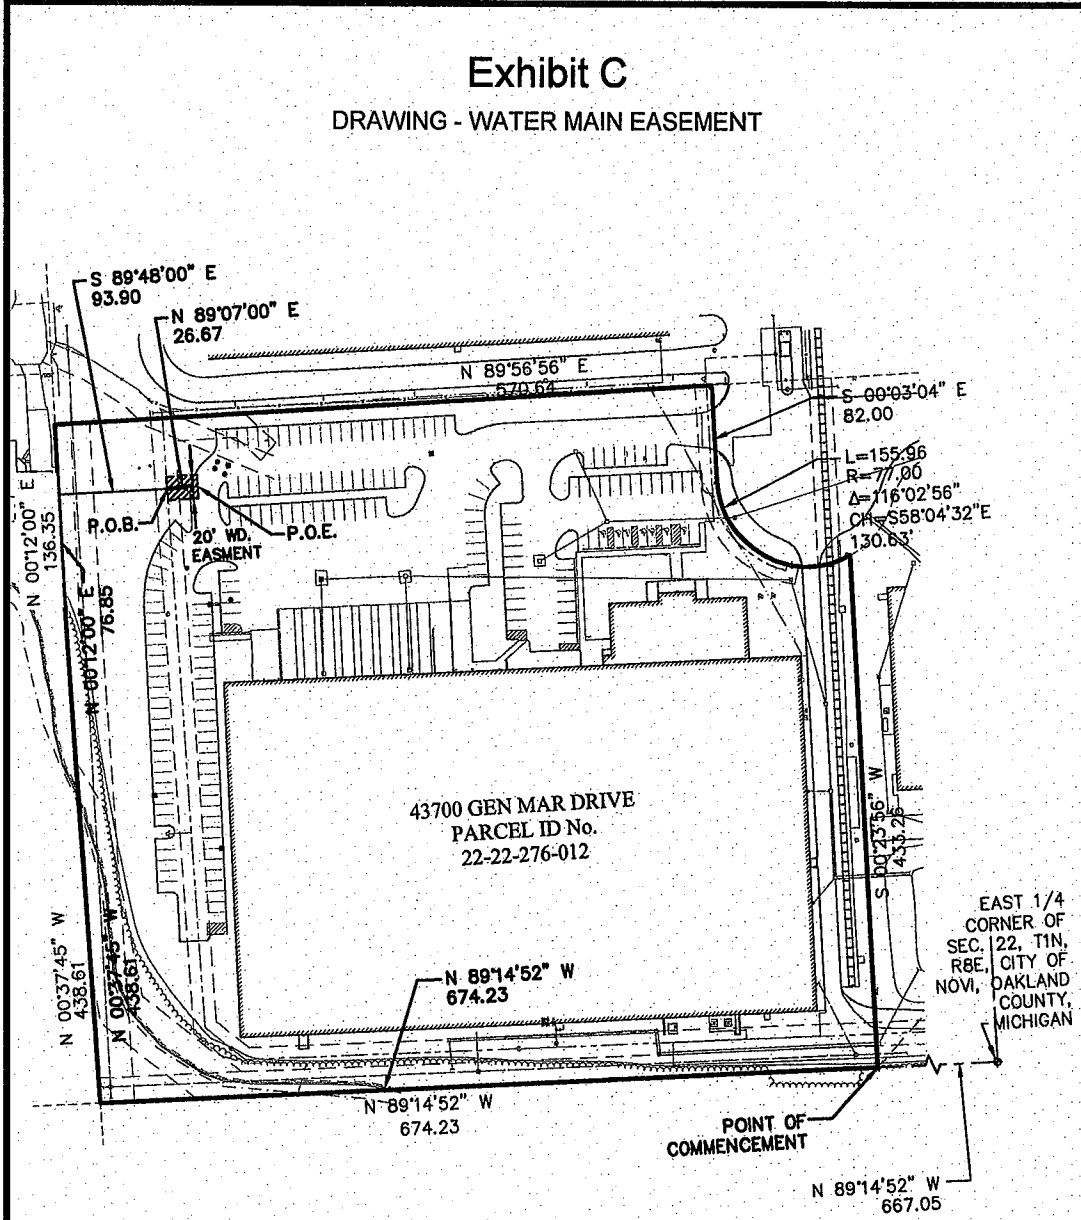 Exhibit C
DRAWING - WATER MAIN EASEMENT
S 89°48'00" E
93.90
N 89°07'00" E
26.67
N 89°56'56" E
570.64
S 00°03'04" E
82.00
L=155.96
R=77.00
Δ=116°02'56"
CH=S58°04'32"E
130.63'
P.O.B.
P.O.E.
20' WD.
EASMENT
N 00°12'00" E
136.35
N 00°12'00" E
76.85
43700 GEN MAR DRIVE
PARCEL ID No.
22-22-276-012
S 00°23'56" W
433.26
EAST 1/4
CORNER OF
SEC. 22, T1N,
R8E, CITY OF
NOVI, OAKLAND
COUNTY,
MICHIGAN
N 00°37'45" W
438.61
N 00°37'45" W
438.61
N 89°14'52" W
674.23
N 89°14'52" W
674.23
POINT OF
COMMENCEMENT
N 89°14'52" W
667.05